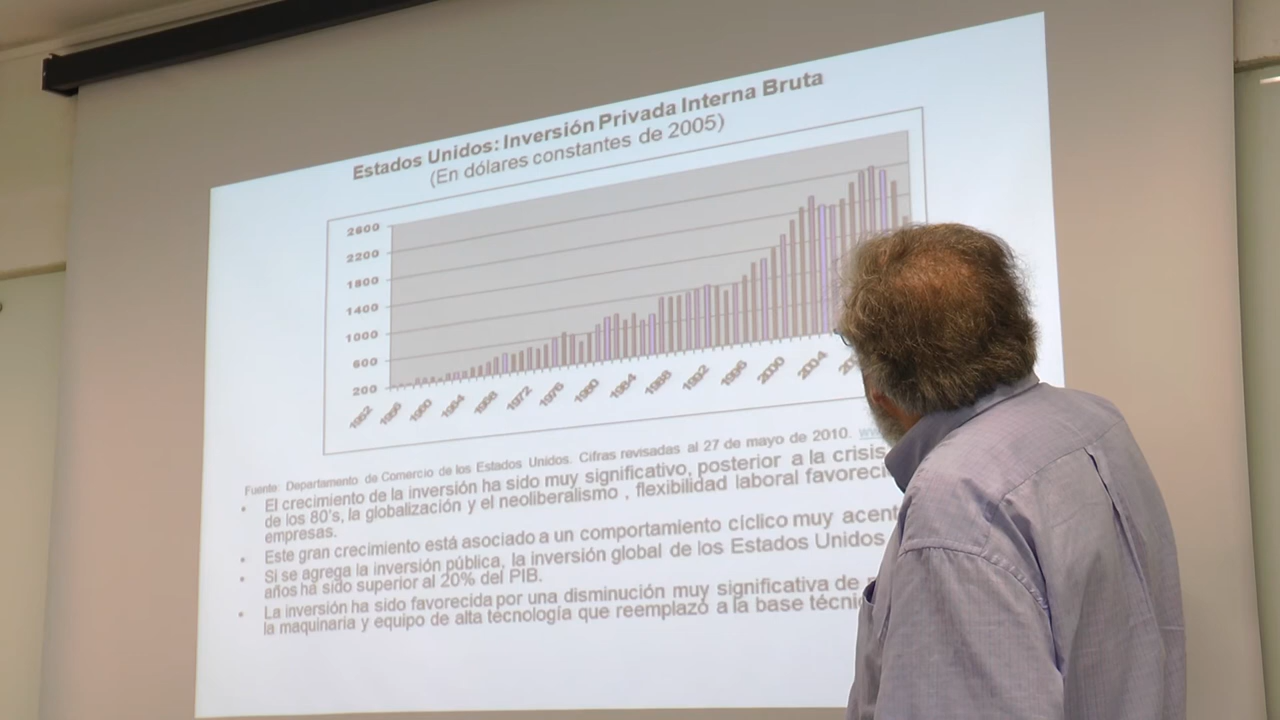 Estados Unidos: Inversión Privada Interna Bruta
(En dólares constantes de 2005)
2600
2200
1800
1400
1000
600
200
1952 1956 1960 1964 1968 1972 1976 1980 1984 1988 1992 1996 2000 2004
Fuente: Departamento de Comercio de los Estados Unidos. Cifras revisadas al 27 de mayo de 2010.
• El crecimiento de la inversión ha sido muy significativo, posterior a la crisis
de los 80's, la globalización y el neoliberalismo , flexibilidad laboral
empresas.
• Este gran crecimiento está asociado a un comportamiento cíclico muy
• Si se agrega la inversión pública, la inversión global de los Estados Unidos
años ha sido superior al 20% del PIB.
• La inversión ha sido favorecida por una disminución muy significativa de
la maquinaria y equipo de alta tecnología que reemplazó a la base